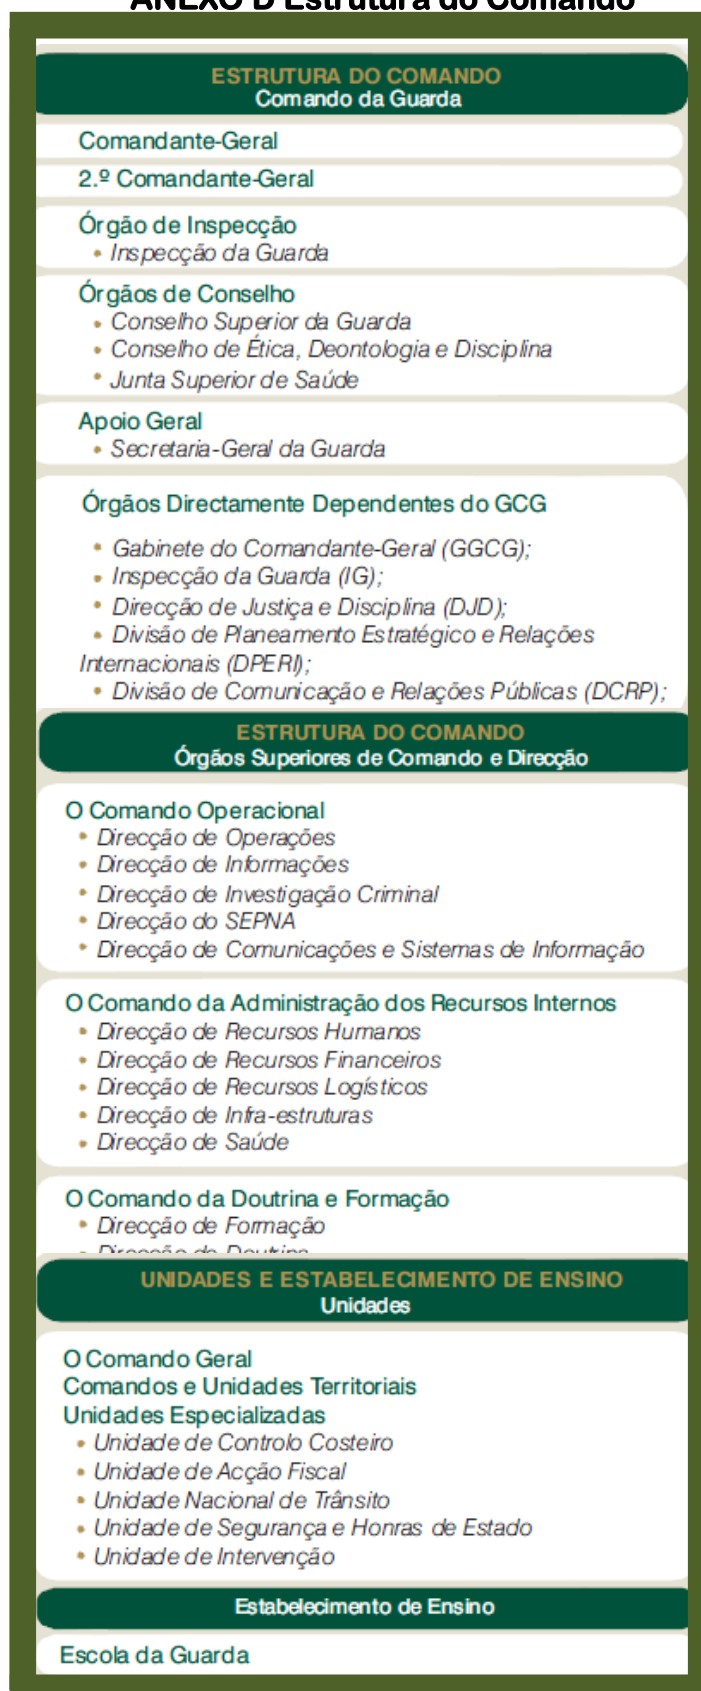 ANEXO D Estrutura do Comando
ESTRUTURA DO COMANDO
Comando da Guarda
Comandante-Geral
2.º Comandante-Geral
Órgão de Inspecção
• Inspecção da Guarda
Órgãos de Conselho
• Conselho Superior da Guarda
• Conselho de Ética, Deontologia e Disciplina
• Junta Superior de Saúde
Apoio Geral
• Secretaria-Geral da Guarda
Órgãos Directamente Dependentes do GCG
• Gabinete do Comandante-Geral (GGCG);
• Inspecção da Guarda (IG);
• Direcção de Justiça e Disciplina (DJD);
• Divisão de Planeamento Estratégico e Relações
Internacionais (DPERI);
• Divisão de Comunicação e Relações Públicas (DCRP);
ESTRUTURA DO COMANDO
Órgãos Superiores de Comando e Direcção
O Comando Operacional
• Direcção de Operações
• Direcção de Informações
• Direcção de Investigação Criminal
• Direcção do SEPNA
• Direcção de Comunicações e Sistemas de Informação
O Comando da Administração dos Recursos Internos
• Direcção de Recursos Humanos
• Direcção de Recursos Financeiros
• Direcção de Recursos Logísticos
• Direcção de Infra-estruturas
• Direcção de Saúde
O Comando da Doutrina e Formação
• Direcção de Formação
• Direcção de Doutrina
UNIDADES E ESTABELECIMENTO DE ENSINO
Unidades
O Comando Geral
Comandos e Unidades Territoriais
Unidades Especializadas
• Unidade de Controlo Costeiro
• Unidade de Acção Fiscal
• Unidade Nacional de Trânsito
• Unidade de Segurança e Honras de Estado
• Unidade de Intervenção
Estabelecimento de Ensino
Escola da Guarda